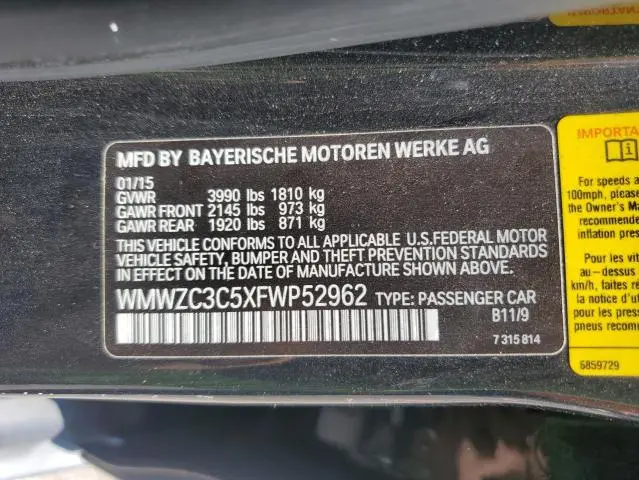 MFD BY BAYERISCHE MOTOREN WERKE AG
01/15
GVWR 3990 lbs 1810 kg
GAWR FRONT 2145 lbs 973 kg
GAWR REAR 1920 lbs 871 kg
THIS VEHICLE CONFORMS TO ALL APPLICABLE U.S.FEDERAL MOTOR
VEHICLE SAFETY, BUMPER AND THEFT PREVENTION STANDARDS
IN EFFECT ON THE DATE OF MANUFACTURE SHOWN ABOVE.
WMWZC3C5XFWP52962 TYPE: PASSENGER CAR
B11/9
7 315 814
IMPORTA
For speeds a
100mph, please
the Owner's Ma
recommende
inflation pres
Pour les vit
au-dessus
km/h, faites r
la notice d'
les pous
pneus recomm
6859729